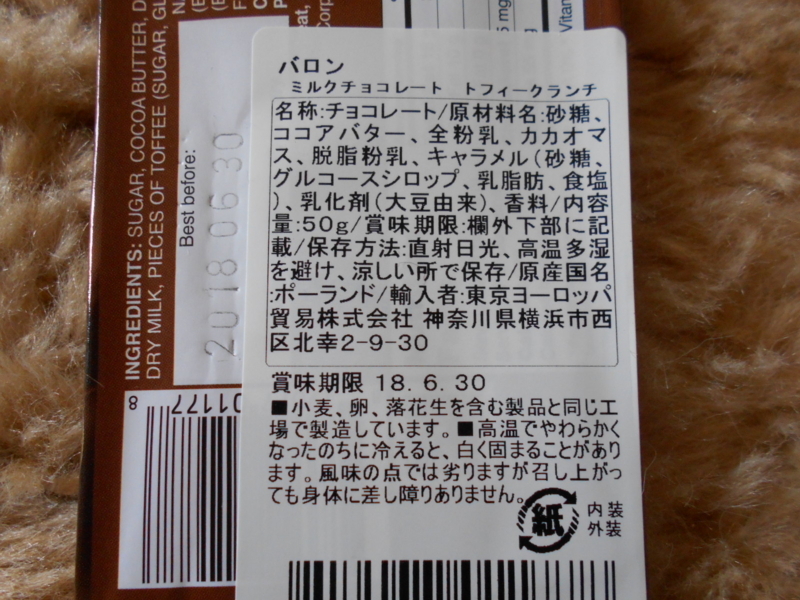 バロン
ミルクチョコレート　トフィークランチ
名称:チョコレート/原材料名:砂糖、
ココアバター、全粉乳、カカオマ
ス、脱脂粉乳、キャラメル(砂糖、
グルコースシロップ、乳脂肪、食塩
)、乳化剤(大豆由来)、香料/内容
量:50g/賞味期限:欄外下部に記
載/保存方法:直射日光、高温多湿
を避け、涼しい所で保存/原産国名
:ポーランド/輸入者:東京ヨーロッパ
貿易株式会社 神奈川県横浜市西
区北幸2-9-30
賞味期限 18.6.30
■小麦、卵、落花生を含む製品と同じ工
場で製造しています。■高温でやわらかく
なったのちに冷えると、白く固まることがあり
ます。風味の点では劣りますが召し上がっ
ても身体に差し障りありません。
紙
内装
外装
INGREDIENTS: SUGAR, COCOA BUTTER, D
DRY MILK, PIECES OF TOFFEE (SUGAR, GL
Best before:
2018 06 30
8
01177